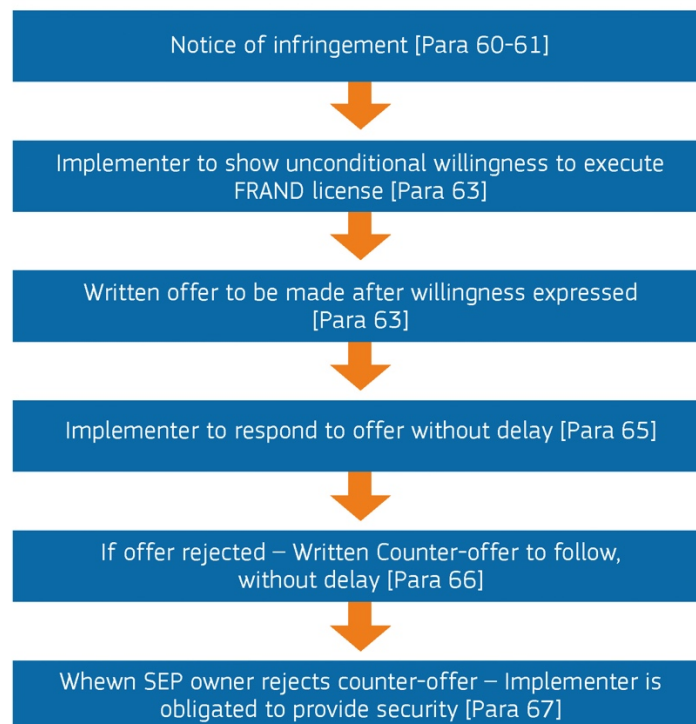 Notice of infringement [Para 60-61]
Implementer to show unconditional willingness to execute
FRAND license [Para 63]
Written offer to be made after willingness expressed
[Para 63]
Implementer to respond to offer without delay [Para 65]
If offer rejected – Written Counter-offer to follow,
without delay [Para 66]
Whewn SEP owner rejects counter-offer – Implementer is
obligated to provide security [Para 67]